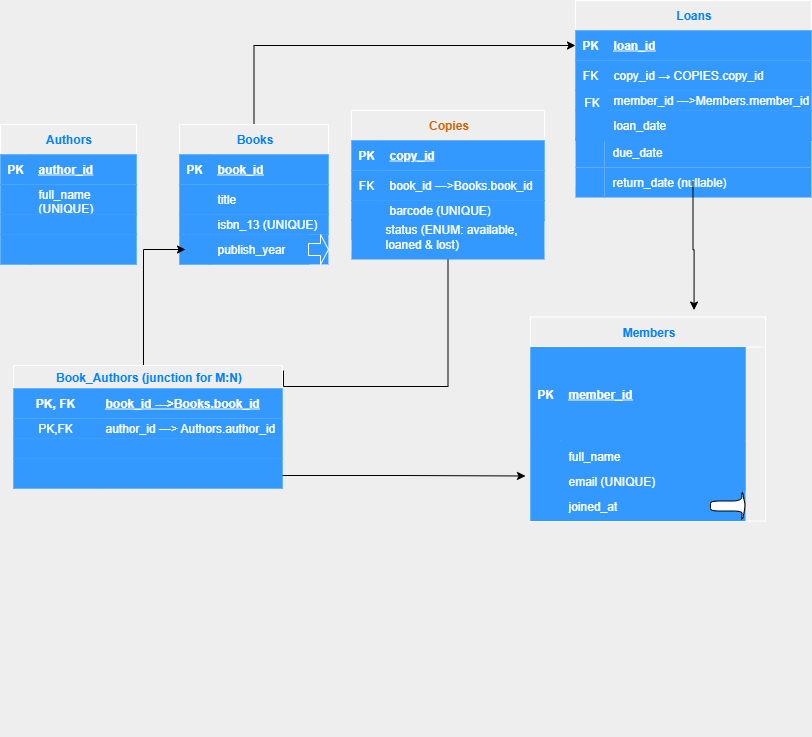 Loans
PK loan_id
FK copy_id → COPIES.copy_id
FK member_id —>Members.member_id
loan_date
due_date
return_date (nullable)
Authors
PK author_id
full_name
(UNIQUE)
Books
PK book_id
title
isbn_13 (UNIQUE)
publish_year
Copies
PK copy_id
FK book_id —>Books.book_id
barcode (UNIQUE)
status (ENUM: available,
loaned & lost)
Book_Authors (junction for M:N)
PK, FK book_id —>Books.book_id
PK,FK author_id —> Authors.author_id
Members
PK member_id
full_name
email (UNIQUE)
joined_at